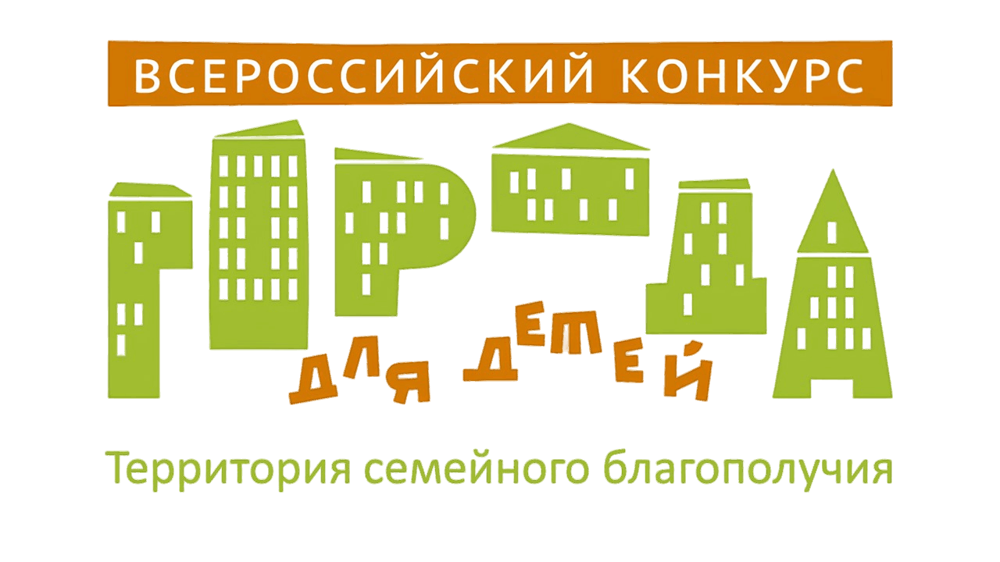 ВСЕРОССИЙСКИЙ КОНКУРС
ГОРОДА
для детей
Территория семейного благополучия